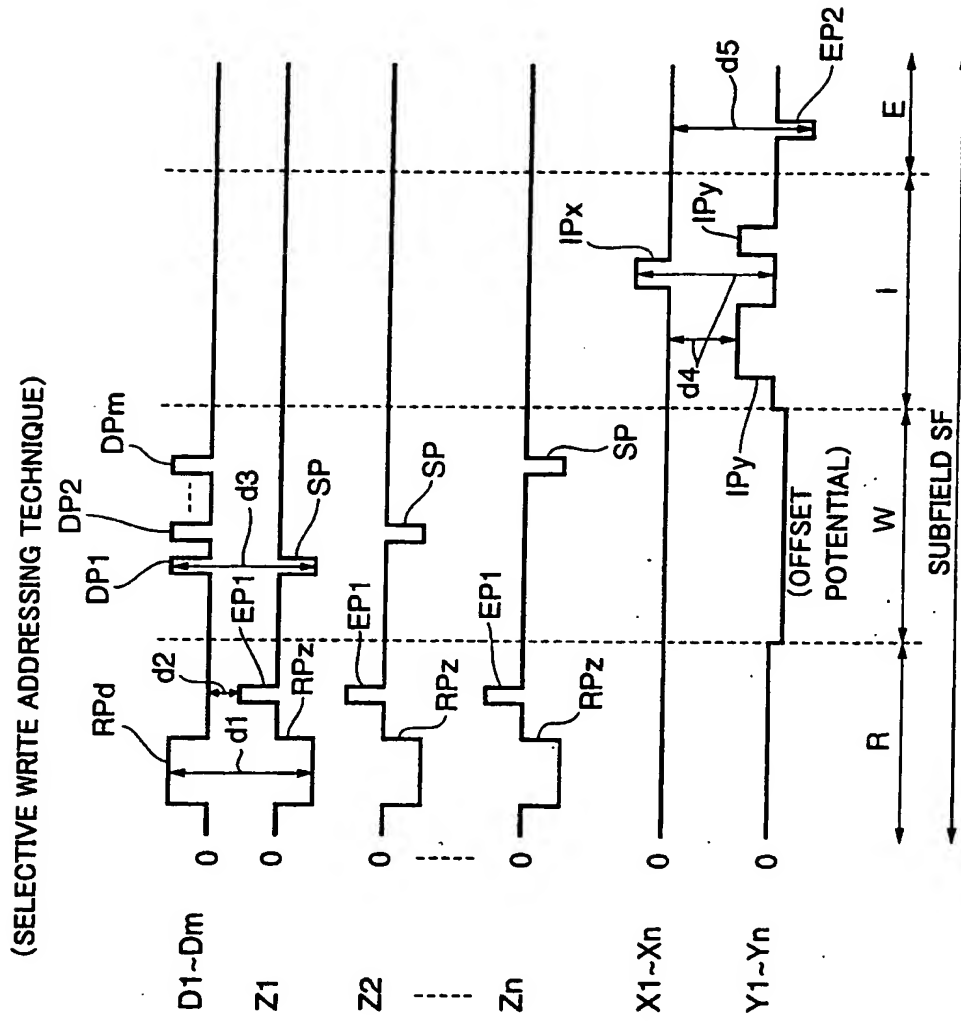 (SELECTIVE WRITE ADDRESSING TECHNIQUE)
D1~Dm 0 RPd d1 d2 DP1 DP2 ---- DPm
Z1 0 RPz EP1 d3 SP
Z2 0 RPz EP1 SP
------ ------
Zn 0 RPz EP1 SP
X1~Xn 0 IPx
d4 d5
Y1~Yn 0 IPy IPy EP2
(OFFSET
POTENTIAL)
R W I E
SUBFIELD SF